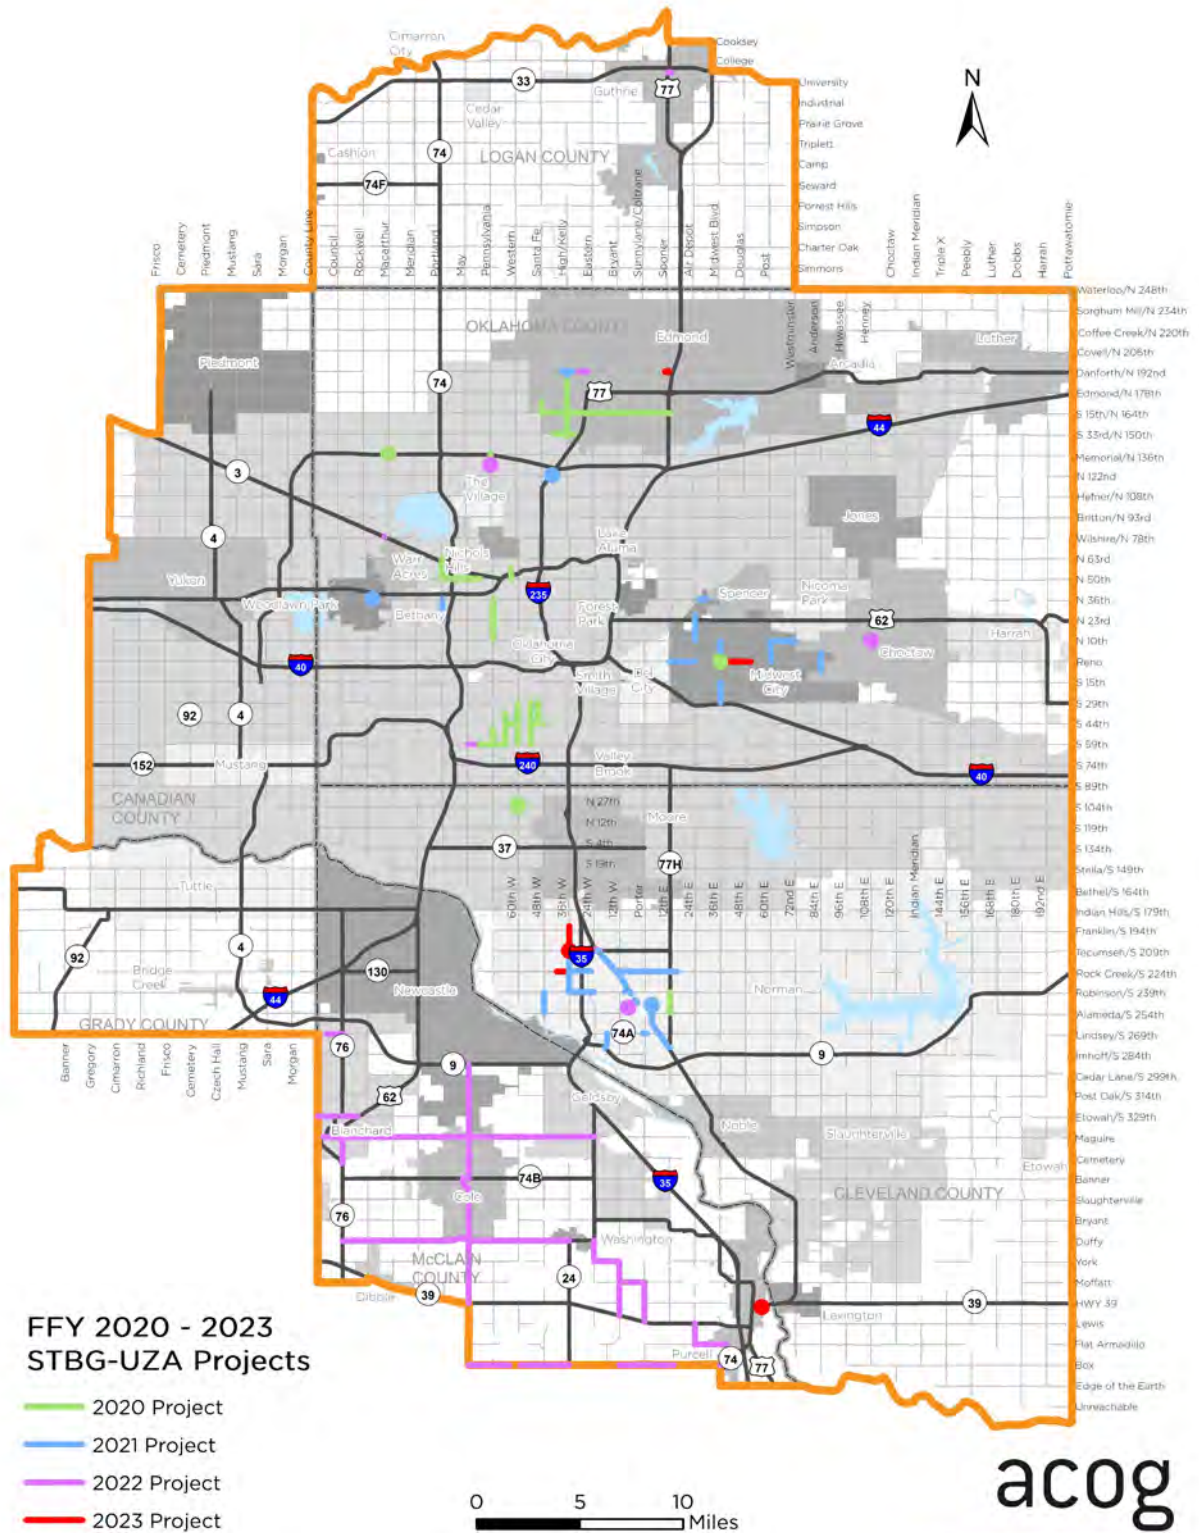 Cimarron
City
Cooksey
College
University
33
Guthrie
77
N
Industrial
Cedar
Valley
Prairie Grove
Triplett
Cashion
74
LOGAN COUNTY
Camp
74F
Seward
Forrest Hills
Simpson
Charter Oak
Simmons
Frisco
Cemetery
Piedmont
Mustang
Sara
Morgan
County Line
Council
Rockwell
Macarthur
Meridian
Portland
May
Pennsylvania
Western
Santa Fe
High/Kelly
Eastern
Bryant
Sunnylane/Coltrane
Sooner
Air Depot
Midwest Blvd
Douglas
Post
Westminster
Anderson
Hiwassee
Henney
Choctaw
Indian Meridian
Triple X
Peebly
Luther
Dobbs
Harrah
Pottawatomie
Waterloo/N 248th
Sorghum Mill/N 234th
Coffee Creek/N 220th
Covell/N 206th
Danforth/N 192nd
Edmond/N 178th
S 15th/N 164th
S 33rd/N 150th
Memorial/N 136th
N 122nd
Hefner/N 108th
Britton/N 93rd
Wilshire/N 78th
N 63rd
N 50th
N 36th
N 23rd
N 10th
Reno
S 15th
S 29th
S 44th
S 59th
S 74th
S 89th
S 104th
S 119th
S 134th
Stella/S 149th
Bethel/S 164th
Indian Hills/S 179th
Franklin/S 194th
Tecumseh/S 209th
Rock Creek/S 224th
Robinson/S 239th
Alameda/S 254th
Lindsey/S 269th
Imhoff/S 284th
Cedar Lane/S 299th
Post Oak/S 314th
Etowah/S 329th
Maguire
Cemetery
Banner
Slaughterville
Bryant
Duffy
York
Moffatt
HWY 39
Lewis
Flat Armadillo
Box
Edge of the Earth
Unreachable
OKLAHOMA COUNTY
Edmond
Luther
Arcadia
Piedmont
74
77
44
3
The
Village
4
Jones
Lake
Aluma
Warr
Acres
Nichols
Hills
Yukon
Woodlawn Park
Bethany
235
Spencer
Nicoma
Park
Forest
Park
62
Harrah
Choctaw
Oklahoma
City
40
Smith
Village
Del
City
Midwest
City
92
4
152
Mustang
240
Valley
Brook
40
CANADIAN
COUNTY
N 27th
N 12th
S 4th
S 19th
Moore
37
77H
60th W
48th W
36th W
24th W
12th W
Porter
12th E
24th E
36th E
48th E
60th E
72nd E
84th E
96th E
108th E
120th E
Indian Meridian
144th E
156th E
168th E
180th E
192nd E
Tuttle
92
4
Bridge
Creek
44
130
Newcastle
35
Norman
74A
9
GRADY COUNTY
Banner
Gregory
Cimarron
Richland
Frisco
Cemetery
Czech Hall
Mustang
Sara
Morgan
76
9
62
Goldsby
Blanchard
Noble
Slaughterville
Etowah
74B
35
Cole
CLEVELAND COUNTY
76
Washington
McCLAIN
COUNTY
24
Dibble
39
Lexington
39
Purcell
74
77
FFY 2020 - 2023
STBG-UZA Projects
2020 Project
2021 Project
2022 Project
2023 Project
0 5 10
Miles
acog